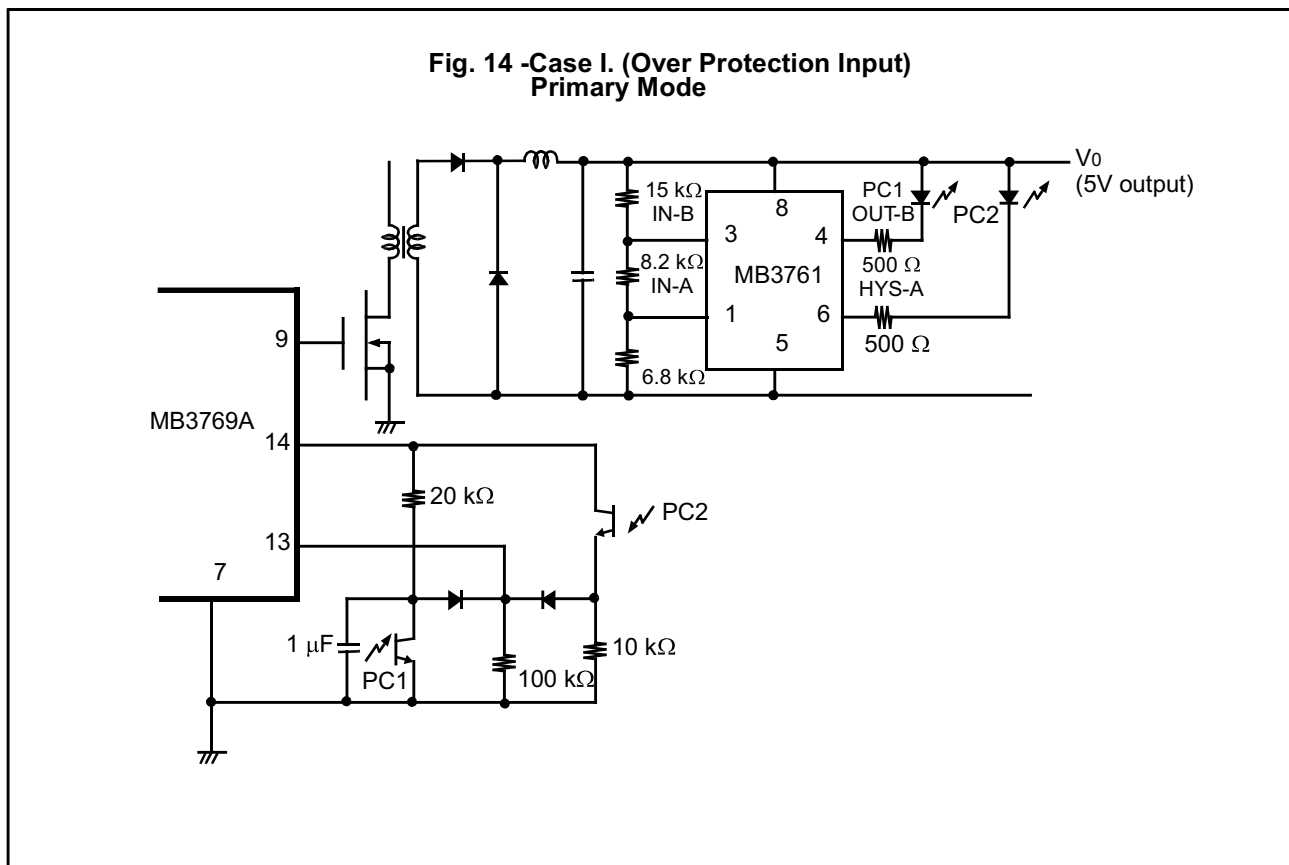 Fig. 14 -Case I. (Over Protection Input)
Primary Mode
V0
(5V output)
15 kΩ
IN-B
8.2 kΩ
IN-A
6.8 kΩ
8
3
4
MB3761
1
6
5
PC1
OUT-B
PC2
500 Ω
HYS-A
500 Ω
9
MB3769A
14
20 kΩ
PC2
13
7
1 μF
PC1
100 kΩ
10 kΩ